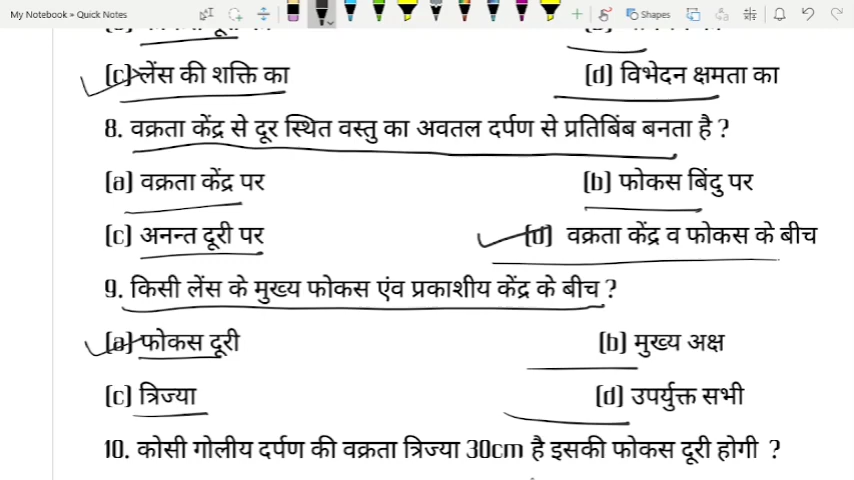 My Notebook » Quick Notes
Shapes
(c) लेंस की शक्ति का
(d) विभेदन क्षमता का
8. वक्रता केंद्र से दूर स्थित वस्तु का अवतल दर्पण से प्रतिबिंब बनता है ?
(a) वक्रता केंद्र पर
(b) फोकस बिंदु पर
(c) अनन्त दूरी पर
(d) वक्रता केंद्र व फोकस के बीच
9. किसी लेंस के मुख्य फोकस एंव प्रकाशीय केंद्र के बीच ?
(a) फोकस दूरी
(b) मुख्य अक्ष
(c) त्रिज्या
(d) उपर्युक्त सभी
10. कोसी गोलीय दर्पण की वक्रता त्रिज्या 30cm है इसकी फोकस दूरी होगी ?